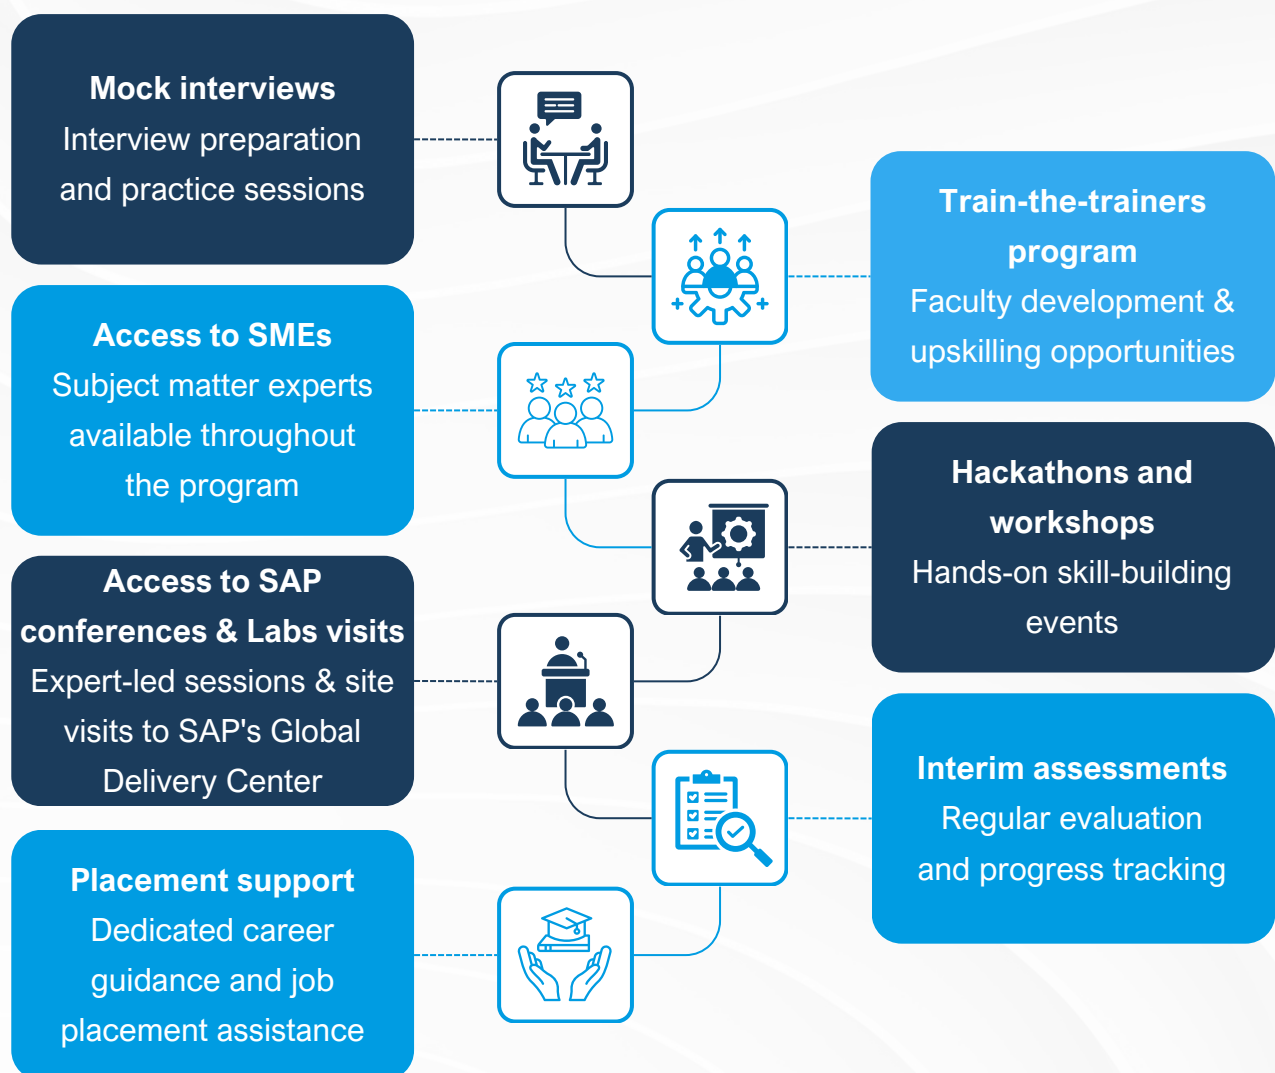 Mock interviews
Interview preparation
and practice sessions
Train-the-trainers
program
Faculty development &
upskilling opportunities
Access to SMEs
Subject matter experts
available throughout
the program
Hackathons and
workshops
Hands-on skill-building
events
Access to SAP
conferences & Labs visits
Expert-led sessions & site
visits to SAP's Global
Delivery Center
Interim assessments
Regular evaluation
and progress tracking
Placement support
Dedicated career
guidance and job
placement assistance